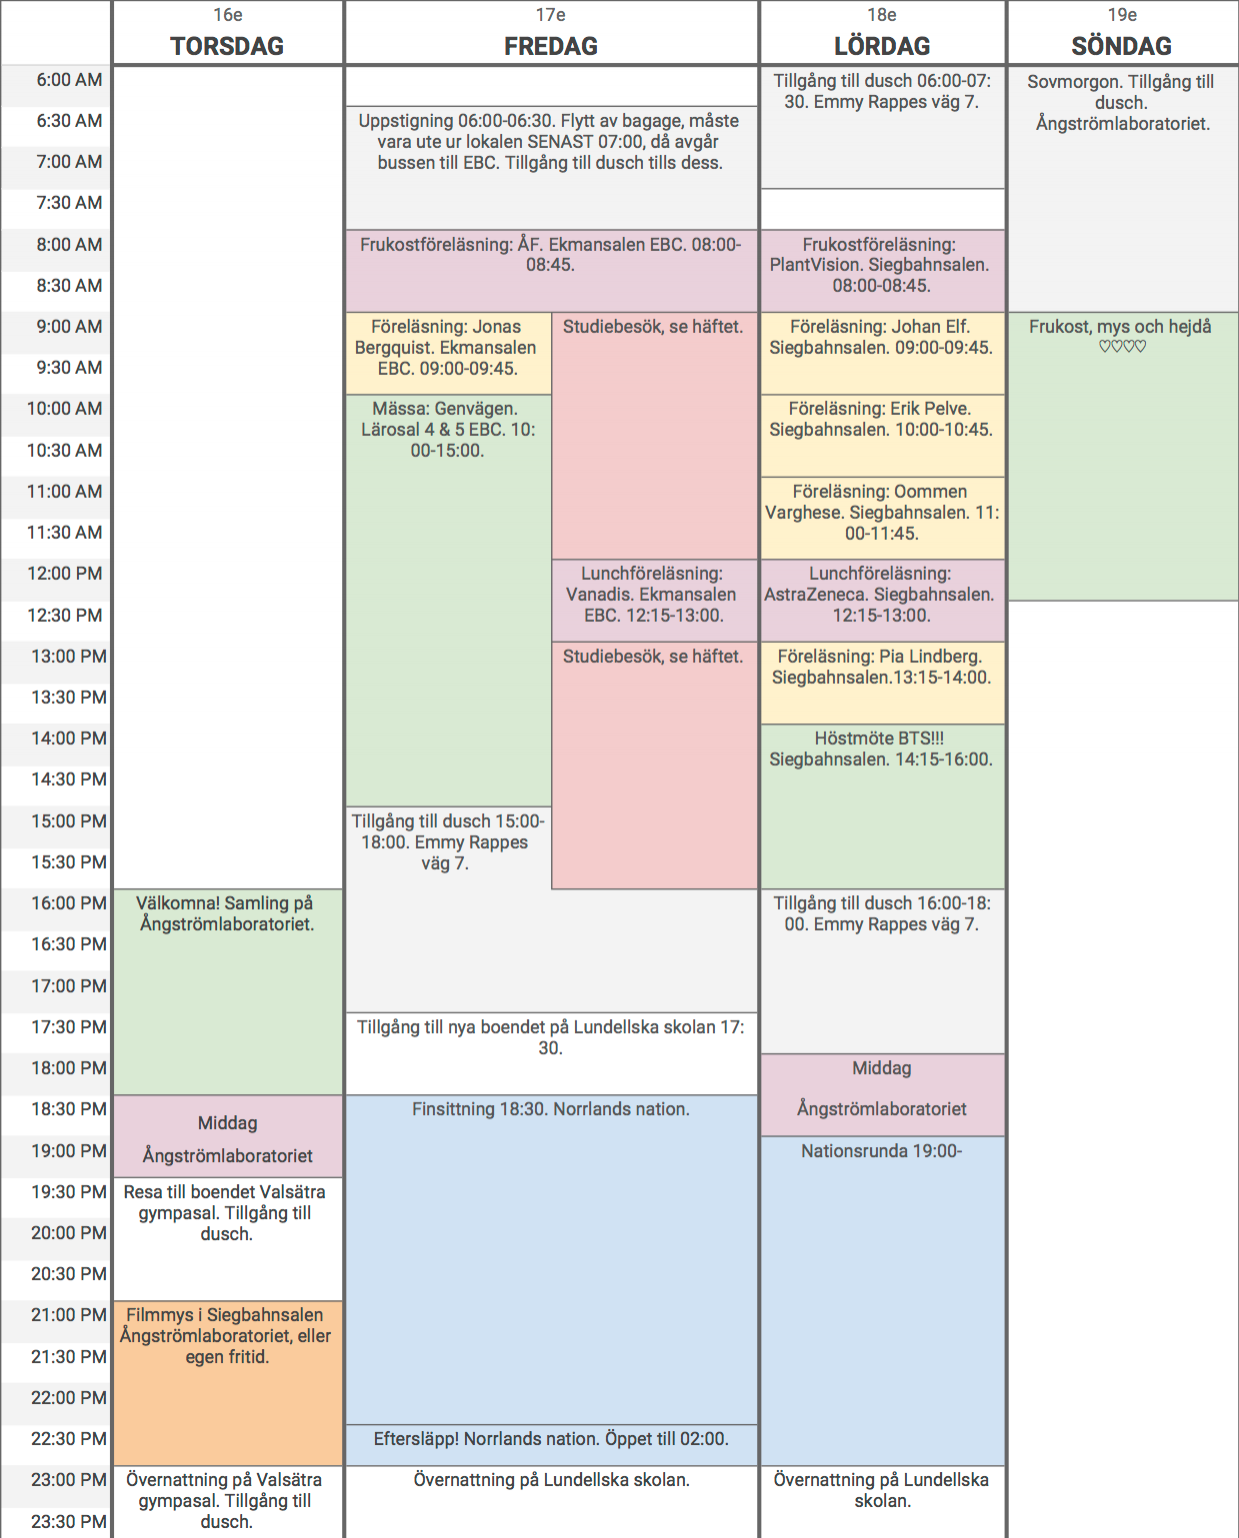 16e
TORSDAG
17e
FREDAG
18e
LÖRDAG
19e
SÖNDAG
6:00 AM
6:30 AM
7:00 AM
7:30 AM
8:00 AM
8:30 AM
9:00 AM
9:30 AM
10:00 AM
10:30 AM
11:00 AM
11:30 AM
12:00 PM
12:30 PM
13:00 PM
13:30 PM
14:00 PM
14:30 PM
15:00 PM
15:30 PM
16:00 PM
16:30 PM
17:00 PM
17:30 PM
18:00 PM
18:30 PM
19:00 PM
19:30 PM
20:00 PM
20:30 PM
21:00 PM
21:30 PM
22:00 PM
22:30 PM
23:00 PM
23:30 PM
Välkomna! Samling på
Ångströmlaboratoriet.
Middag
Ångströmlaboratoriet
Resa till boendet Valsätra
gympasal. Tillgång till
dusch.
Filmmys i Siegbahnsalen
Ångströmlaboratoriet, eller
egen fritid.
Övernattning på Valsätra
gympasal. Tillgång till
dusch.
Uppstigning 06:00-06:30. Flytt av bagage, måste
vara ute ur lokalen SENAST 07:00, då avgår
bussen till EBC. Tillgång till dusch tills dess.
Frukostföreläsning: ÅF. Ekmansalen EBC. 08:00-
08:45.
Föreläsning: Jonas
Bergquist. Ekmansalen
EBC. 09:00-09:45.
Mässa: Genvägen.
Lärosal 4 & 5 EBC. 10:
00-15:00.
Tillgång till dusch 15:00-
18:00. Emmy Rappes
väg 7.
Studiebesök, se häftet.
Lunchföreläsning:
Vanadis. Ekmansalen
EBC. 12:15-13:00.
Studiebesök, se häftet.
Tillgång till nya boendet på Lundellska skolan 17:
30.
Finsittning 18:30. Norrlands nation.
Eftersläpp! Norrlands nation. Öppet till 02:00.
Övernattning på Lundellska skolan.
Tillgång till dusch 06:00-07:
30. Emmy Rappes väg 7.
Frukostföreläsning:
PlantVision. Siegbahnsalen.
08:00-08:45.
Föreläsning: Johan Elf.
Siegbahnsalen. 09:00-09:45.
Föreläsning: Erik Pelve.
Siegbahnsalen. 10:00-10:45.
Föreläsning: Oommen
Varghese. Siegbahnsalen. 11:
00-11:45.
Lunchföreläsning:
AstraZeneca. Siegbahnsalen.
12:15-13:00.
Föreläsning: Pia Lindberg.
Siegbahnsalen.13:15-14:00.
Höstmöte BTS!!!
Siegbahnsalen. 14:15-16:00.
Tillgång till dusch 16:00-18:
00. Emmy Rappes väg 7.
Middag
Ångströmlaboratoriet
Nationsrunda 19:00-
Övernattning på Lundellska
skolan.
Sovmorgon. Tillgång till
dusch.
Ångströmlaboratoriet.
Frukost, mys och hejdå
♡♡♡♡